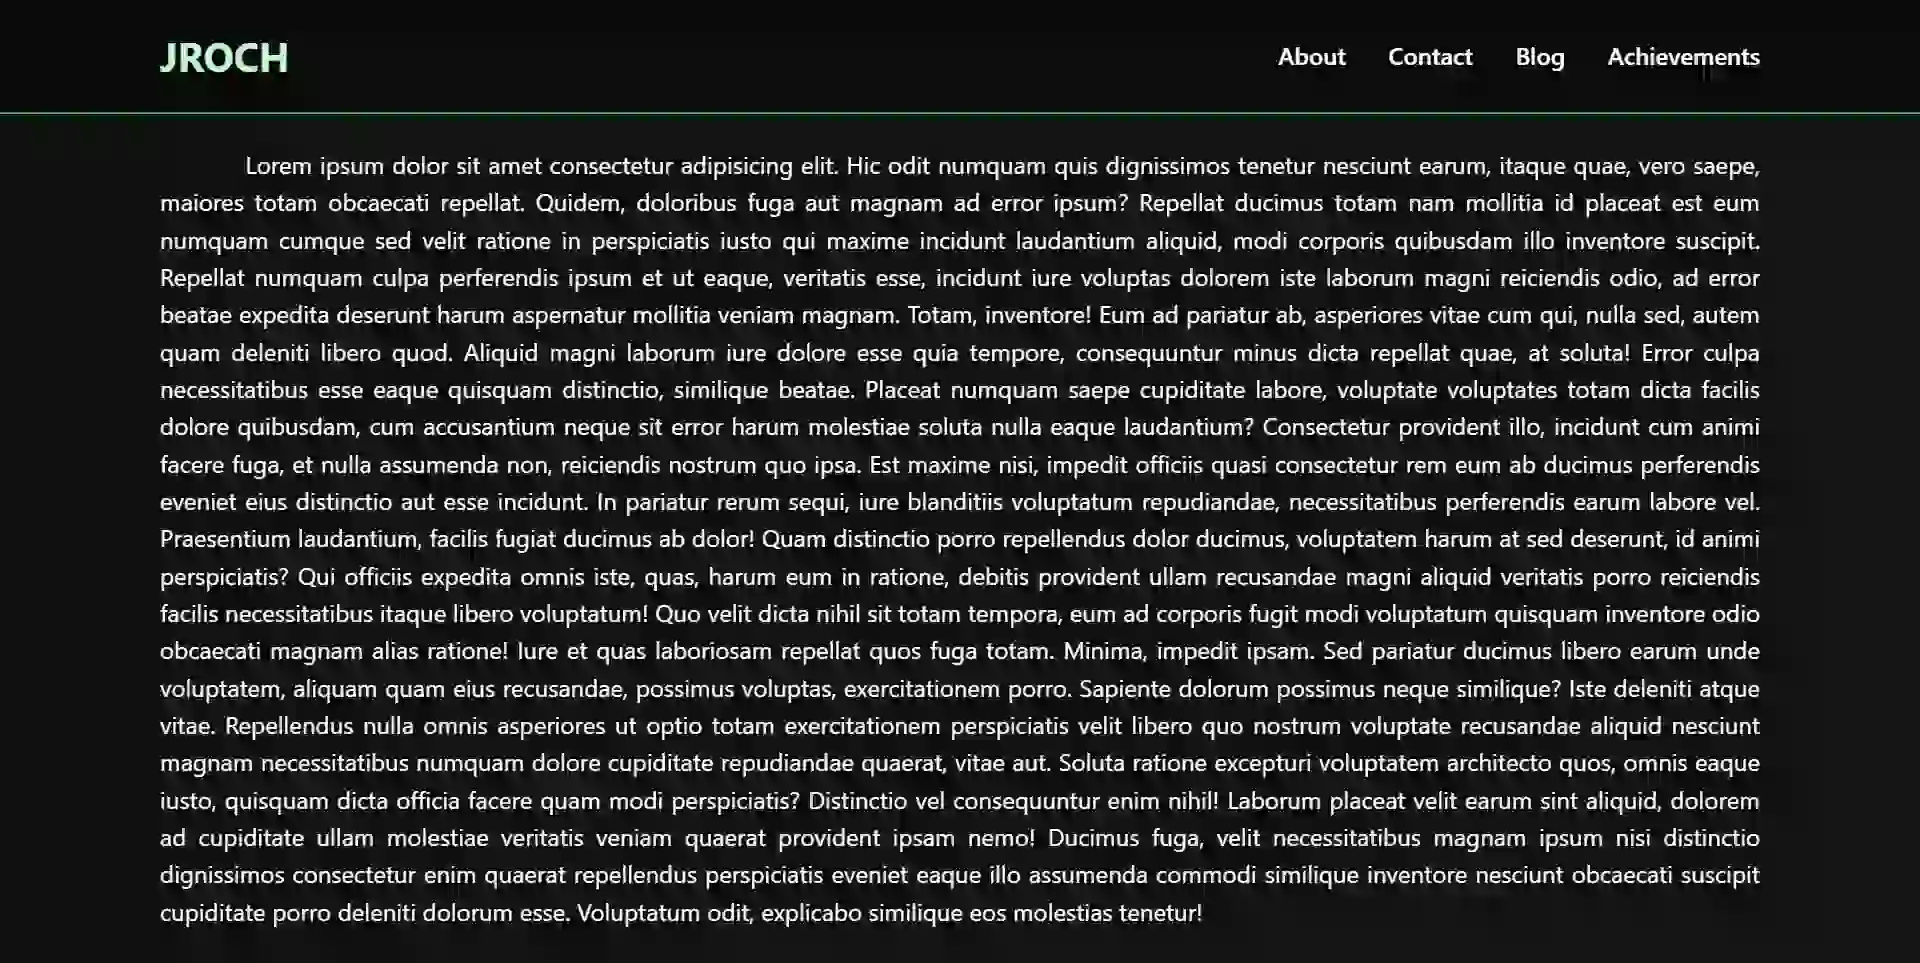 JROCH
About Contact Blog Achievements
Lorem ipsum dolor sit amet consectetur adipisicing elit. Hic odit numquam quis dignissimos tenetur nesciunt earum, itaque quae, vero saepe,
maiores totam obcaecati repellat. Quidem, doloribus fuga aut magnam ad error ipsum? Repellat ducimus totam nam mollitia id placeat est eum
numquam cumque sed velit ratione in perspiciatis iusto qui maxime incidunt laudantium aliquid, modi corporis quibusdam illo inventore suscipit.
Repellat numquam culpa perferendis ipsum et ut eaque, veritatis esse, incidunt iure voluptas dolorem iste laborum magni reiciendis odio, ad error
beatae expedita deserunt harum aspernatur mollitia veniam magnam. Totam, inventore! Eum ad pariatur ab, asperiores vitae cum qui, nulla sed, autem
quam deleniti libero quod. Aliquid magni laborum iure dolore esse quia tempore, consequuntur minus dicta repellat quae, at soluta! Error culpa
necessitatibus esse eaque quisquam distinctio, similique beatae. Placeat numquam saepe cupiditate labore, voluptate voluptates totam dicta facilis
dolore quibusdam, cum accusantium neque sit error harum molestiae soluta nulla eaque laudantium? Consectetur provident illo, incidunt cum animi
facere fuga, et nulla assumenda non, reiciendis nostrum quo ipsa. Est maxime nisi, impedit officiis quasi consectetur rem eum ab ducimus perferendis
eveniet eius distinctio aut esse incidunt. In pariatur rerum sequi, iure blanditiis voluptatum repudiandae, necessitatibus perferendis earum labore vel.
Praesentium laudantium, facilis fugiat ducimus ab dolor! Quam distinctio porro repellendus dolor ducimus, voluptatem harum at sed deserunt, id animi
perspiciatis? Qui officiis expedita omnis iste, quas, harum eum in ratione, debitis provident ullam recusandae magni aliquid veritatis porro reiciendis
facilis necessitatibus itaque libero voluptatum! Quo velit dicta nihil sit totam tempora, eum ad corporis fugit modi voluptatum quisquam inventore odio
obcaecati magnam alias ratione! Iure et quas laboriosam repellat quos fuga totam. Minima, impedit ipsam. Sed pariatur ducimus libero earum unde
voluptatem, aliquam quam eius recusandae, possimus voluptas, exercitationem porro. Sapiente dolorum possimus neque similique? Iste deleniti atque
vitae. Repellendus nulla omnis asperiores ut optio totam exercitationem perspiciatis velit libero quo nostrum voluptate recusandae aliquid nesciunt
magnam necessitatibus numquam dolore cupiditate repudiandae quaerat, vitae aut. Soluta ratione excepturi voluptatem architecto quos, omnis eaque
iusto, quisquam dicta officia facere quam modi perspiciatis? Distinctio vel consequuntur enim nihil! Laborum placeat velit earum sint aliquid, dolorem
ad cupiditate ullam molestiae veritatis veniam quaerat provident ipsam nemo! Ducimus fuga, velit necessitatibus magnam ipsum nisi distinctio
dignissimos consectetur enim quaerat repellendus perspiciatis eveniet eaque illo assumenda commodi similique inventore nesciunt obcaecati suscipit
cupiditate porro deleniti dolorum esse. Voluptatum odit, explicabo similique eos molestias tenetur!